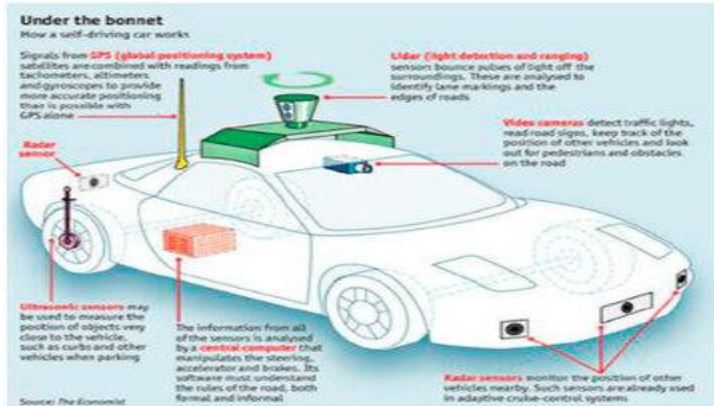 Under the bonnet
How a self-driving car works
Signals from GPS (global positioning system)
satellites are combined with readings from
tachometers, altimeters
and gyroscopes to provide
more accurate positioning
than is possible with
GPS alone
Lidar (light detection and ranging)
sensors bounce pulses of light off the
surroundings. These are analysed to
identify lane markings and the
edges of roads
Video cameras detect traffic lights,
read road signs, keep track of the
position of other vehicles and look
out for pedestrians and obstacles
on the road
Radar
sensor
Ultrasonic sensors may
be used to measure the
position of objects very
close to the vehicle,
such as curbs and other
vehicles when parking
The information from all
of the sensors is analysed
by a central computer that
manipulates the steering,
accelerator and brakes. Its
software must understand
the rules of the road, both
formal and informal
Radar sensors monitor the position of other
vehicles nearby. Such sensors are already used
in adaptive cruise-control systems
Source: The Economist